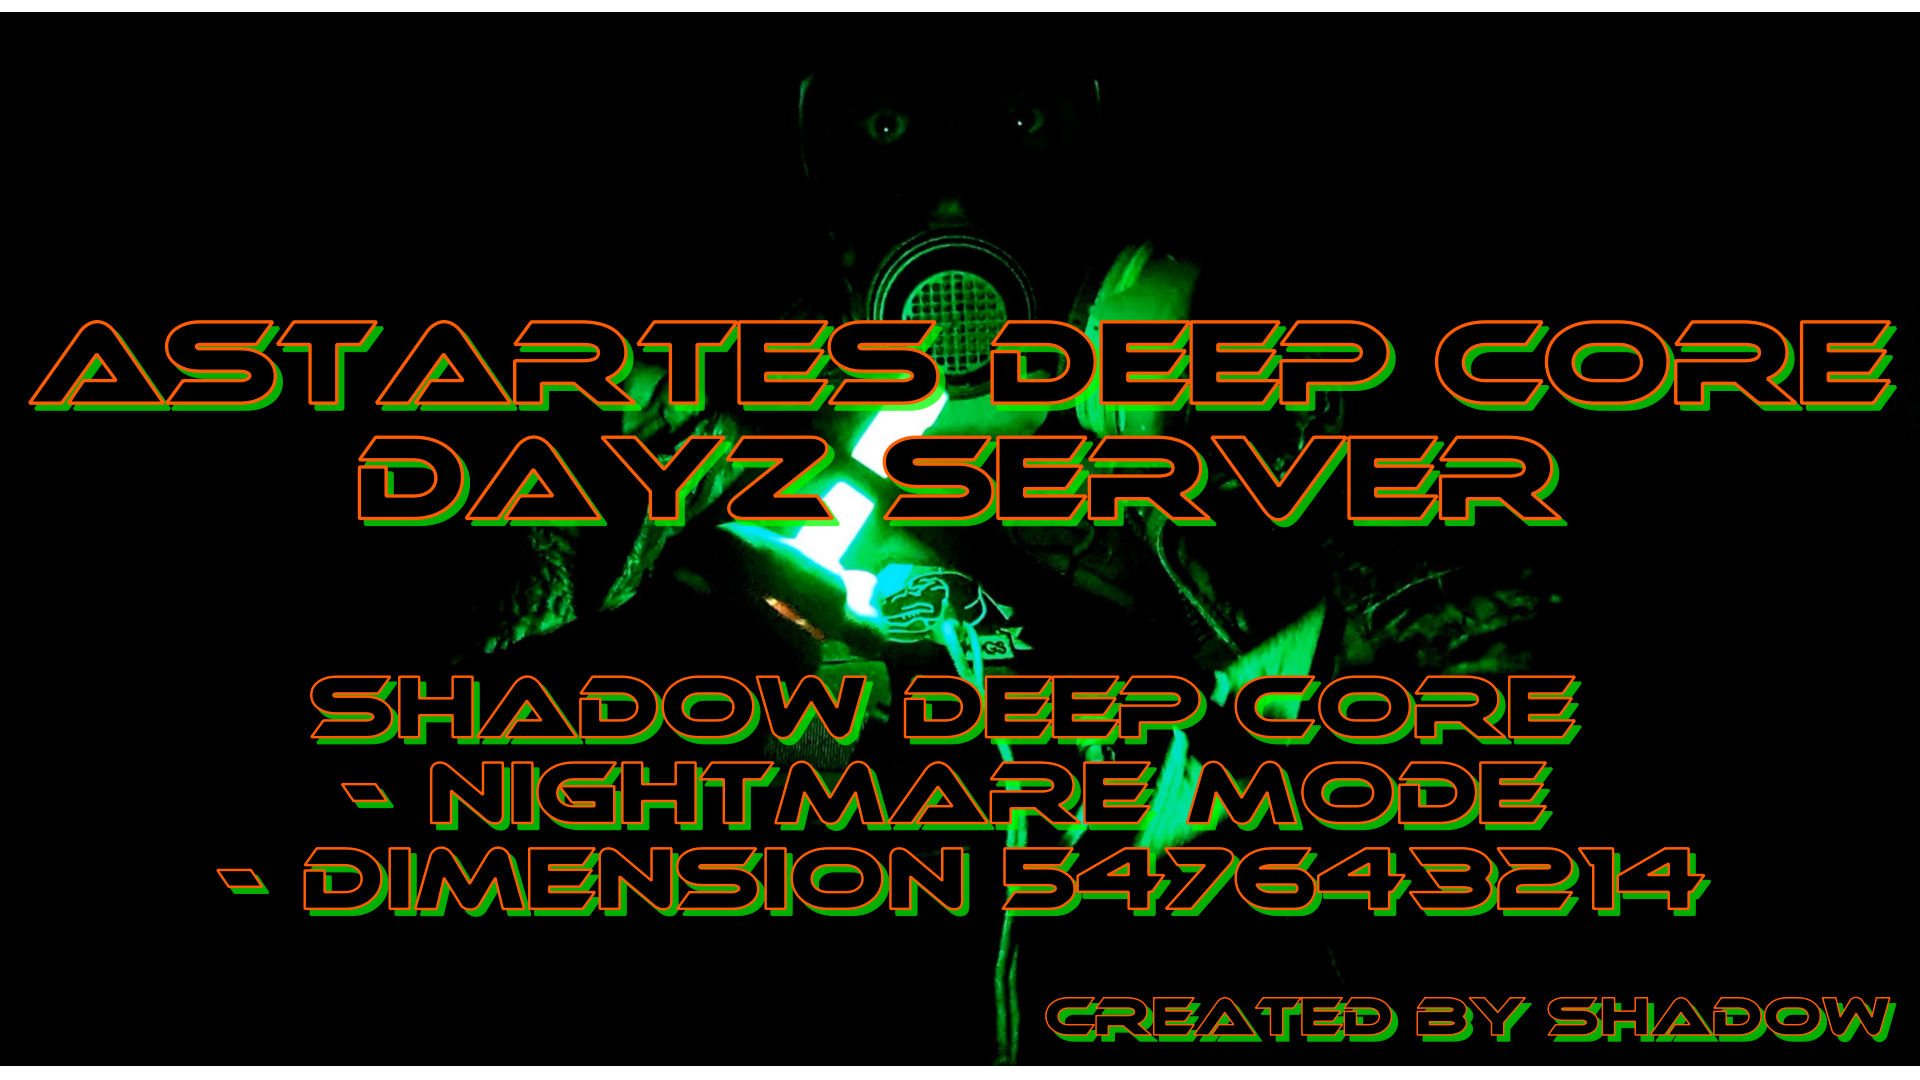 ASTARTES DEEP CORE
DAYZ SERVER
SHADOW DEEP CORE
- NIGHTMARE MODE
- DIMENSION 547643214
CREATED BY SHADOW